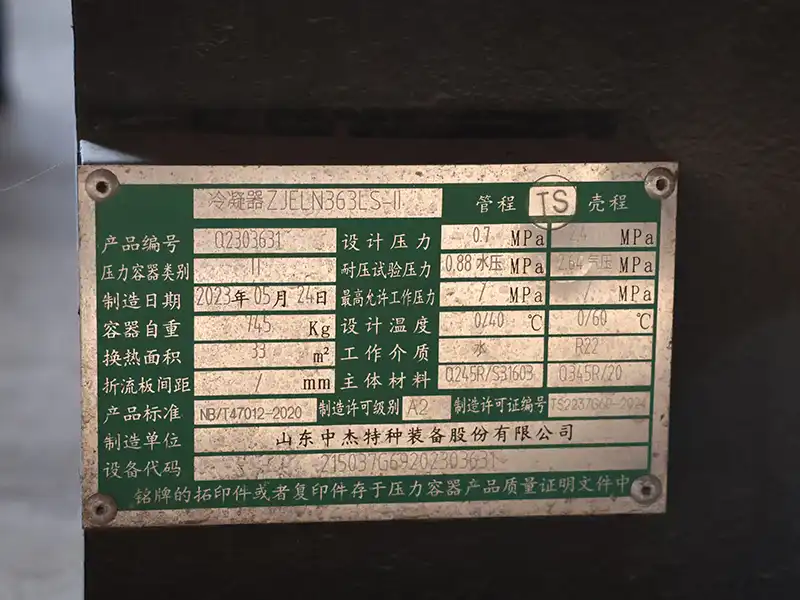 冷凝器ZJELN363LS-II 管程 TS 壳程
产品编号 Q2303631 设计压力 0.7 MPa 2.4 MPa
压力容器类别 II 耐压试验压力 0.88水压 MPa 2.64气压 MPa
制造日期 2023年05月24日 最高允许工作压力 / MPa / MPa
容器自重 745 Kg 设计温度 0/40 ℃ 0/60 ℃
换热面积 33 m² 工作介质 水 R22
折流板间距 / mm 主体材料 Q245R/S31603 Q345R/20
产品标准 NB/T47012-2020 制造许可级别 A2 制造许可证编号
制造单位 山东中杰特种装备股份有限公司
设备代码 215037G69202303631
铭牌的拓印件或者复印件存于压力容器产品质量证明文件中